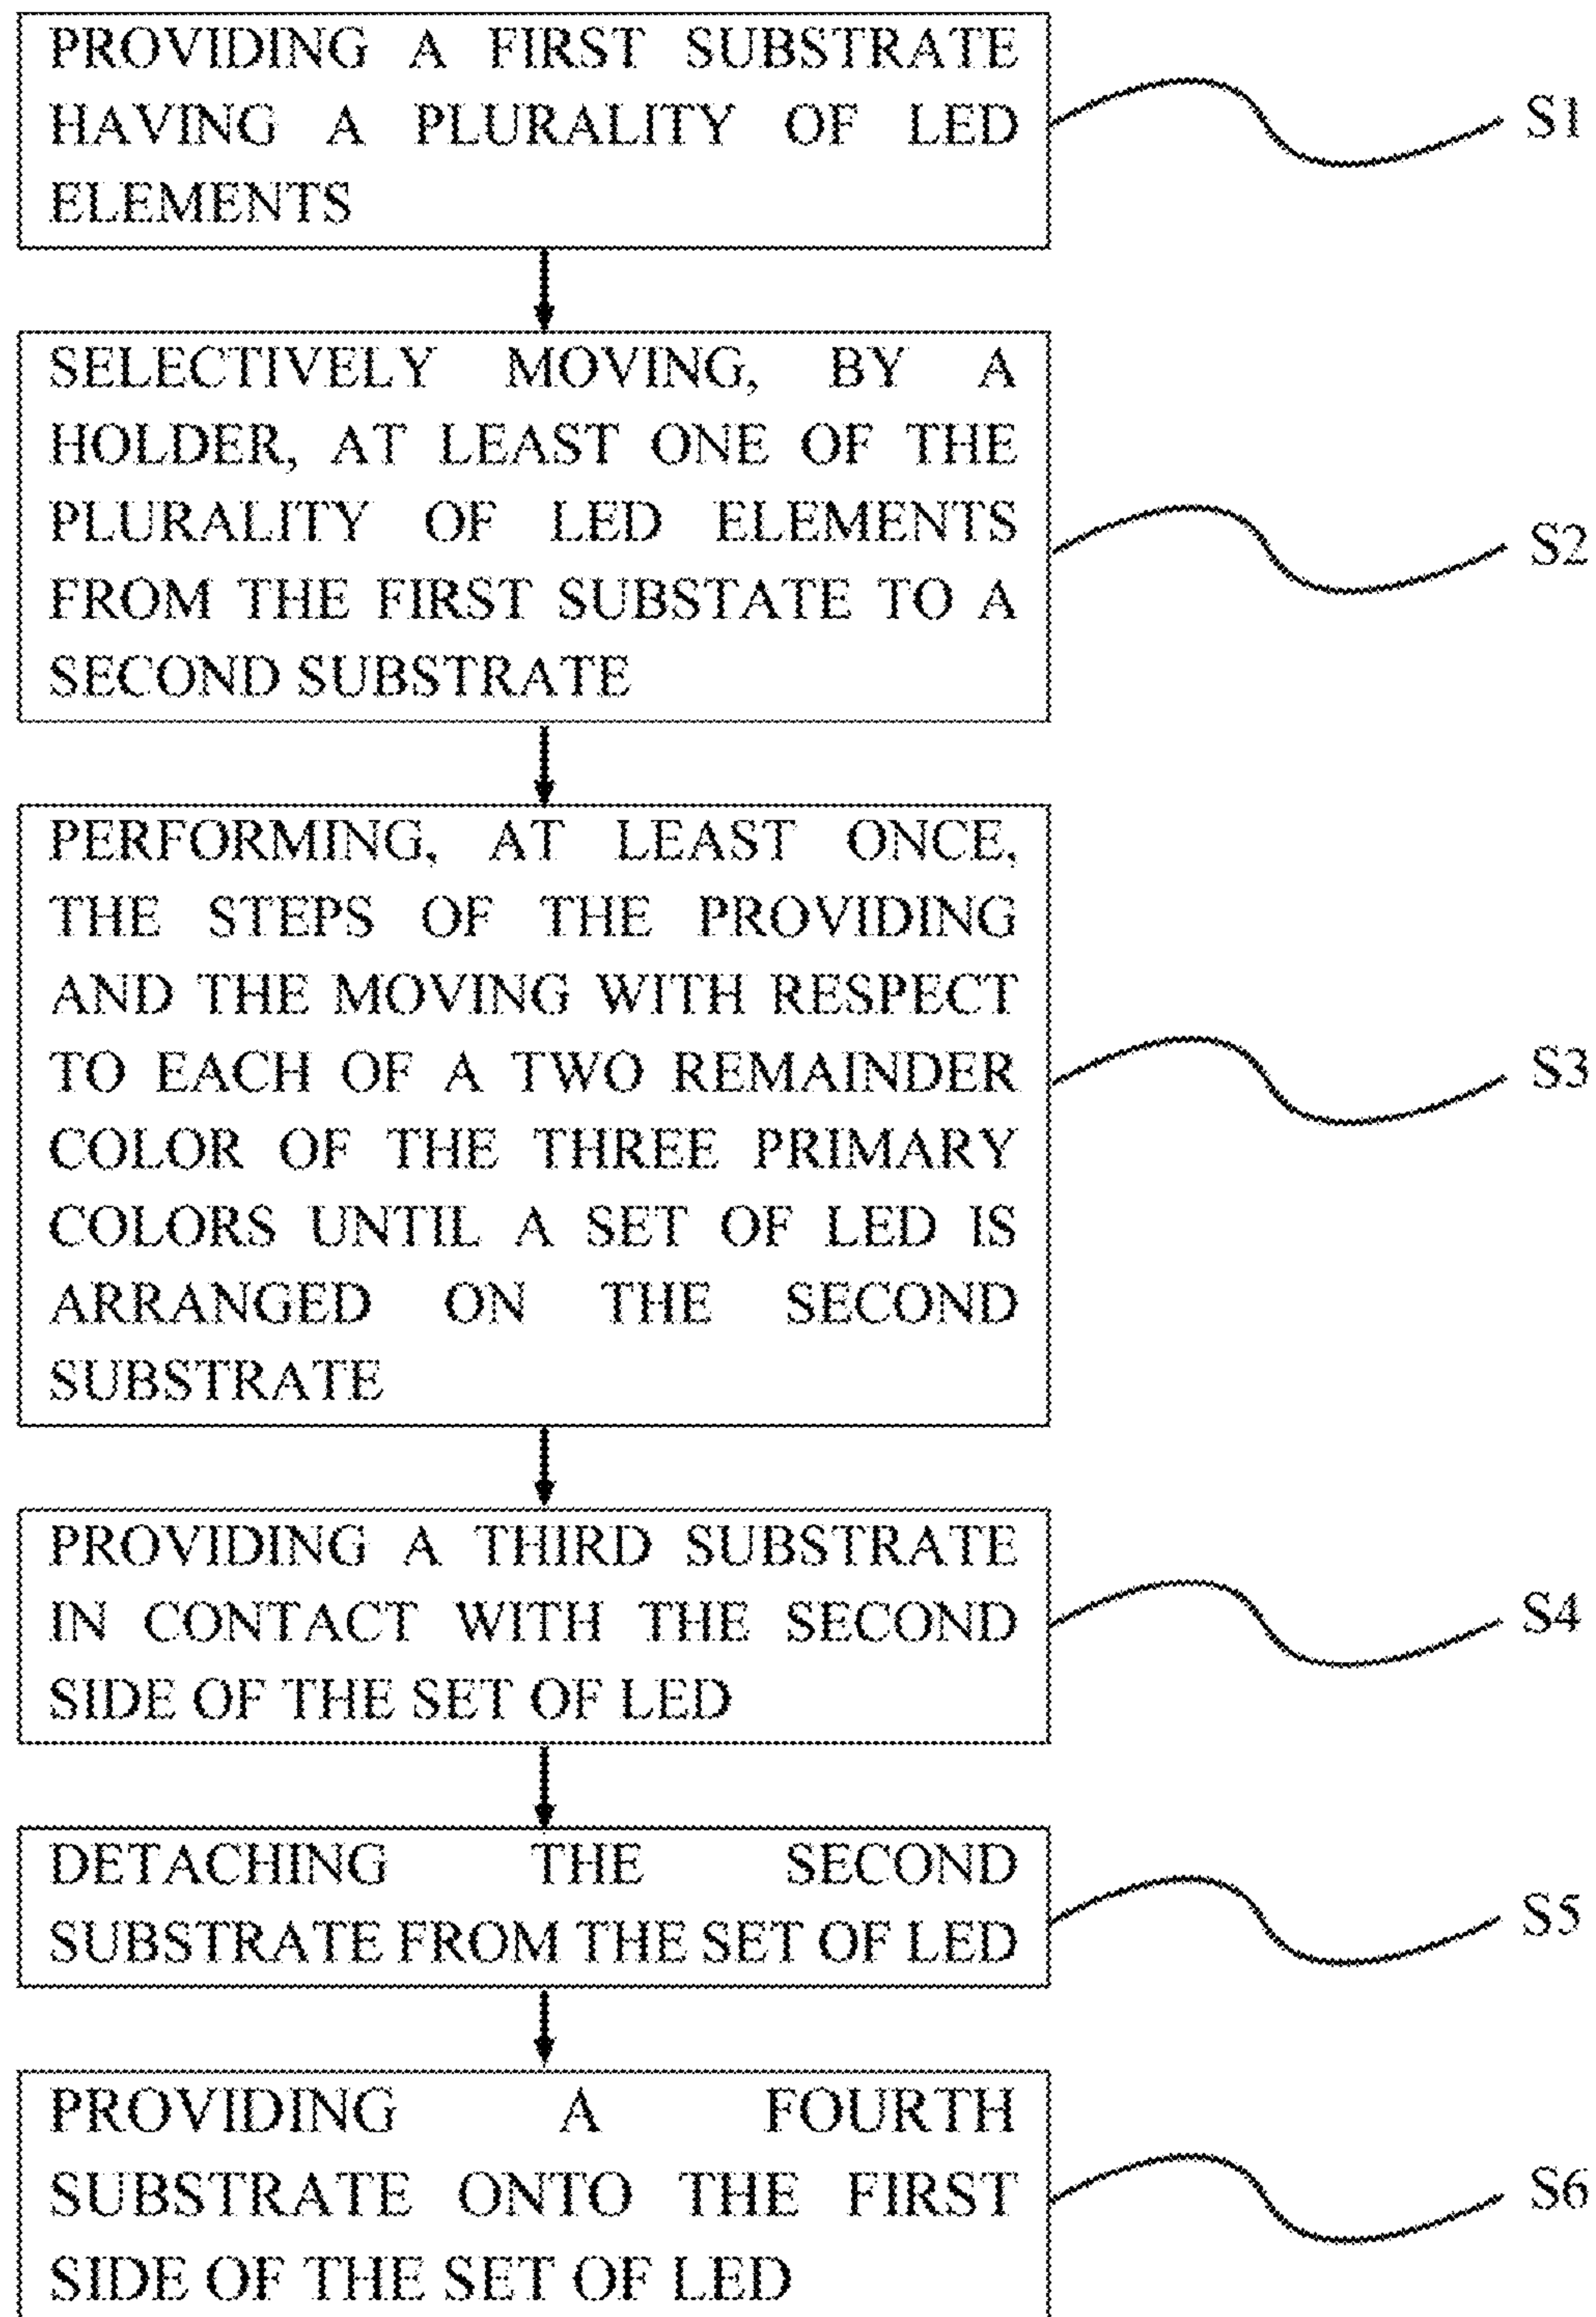 PROVIDING A FIRST SUBSTRATE
HAVING A PLURALITY OF LED
ELEMENTS
S1
SELECTIVELY MOVING, BY A
HOLDER, AT LEAST ONE OF THE
PLURALITY OF LED ELEMENTS
FROM THE FIRST SUBSTATE TO A
SECOND SUBSTRATE
S2
PERFORMING, AT LEAST ONCE,
THE STEPS OF THE PROVIDING
AND THE MOVING WITH RESPECT
TO EACH OF A TWO REMAINDER
COLOR OF THE THREE PRIMARY
COLORS UNTIL A SET OF LED IS
ARRANGED ON THE SECOND
SUBSTRATE
S3
PROVIDING A THIRD SUBSTRATE
IN CONTACT WITH THE SECOND
SIDE OF THE SET OF LED
S4
DETACHING THE SECOND
SUBSTRATE FROM THE SET OF LED
S5
PROVIDING A FOURTH
SUBSTRATE ONTO THE FIRST
SIDE OF THE SET OF LED
S6